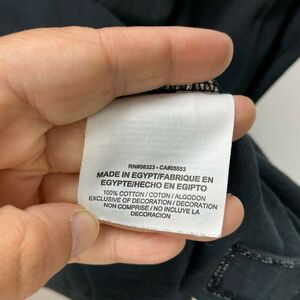 RN#56323 - CA#05553
MADE IN EGYPT/FABRIQUE EN
EGYPTE/HECHO EN EGIPTO
100% COTTON / COTON / ALGODON
EXCLUSIVE OF DECORATION / DECORATION
NON COMPRISE / NO INCLUYE LA
DECORACION